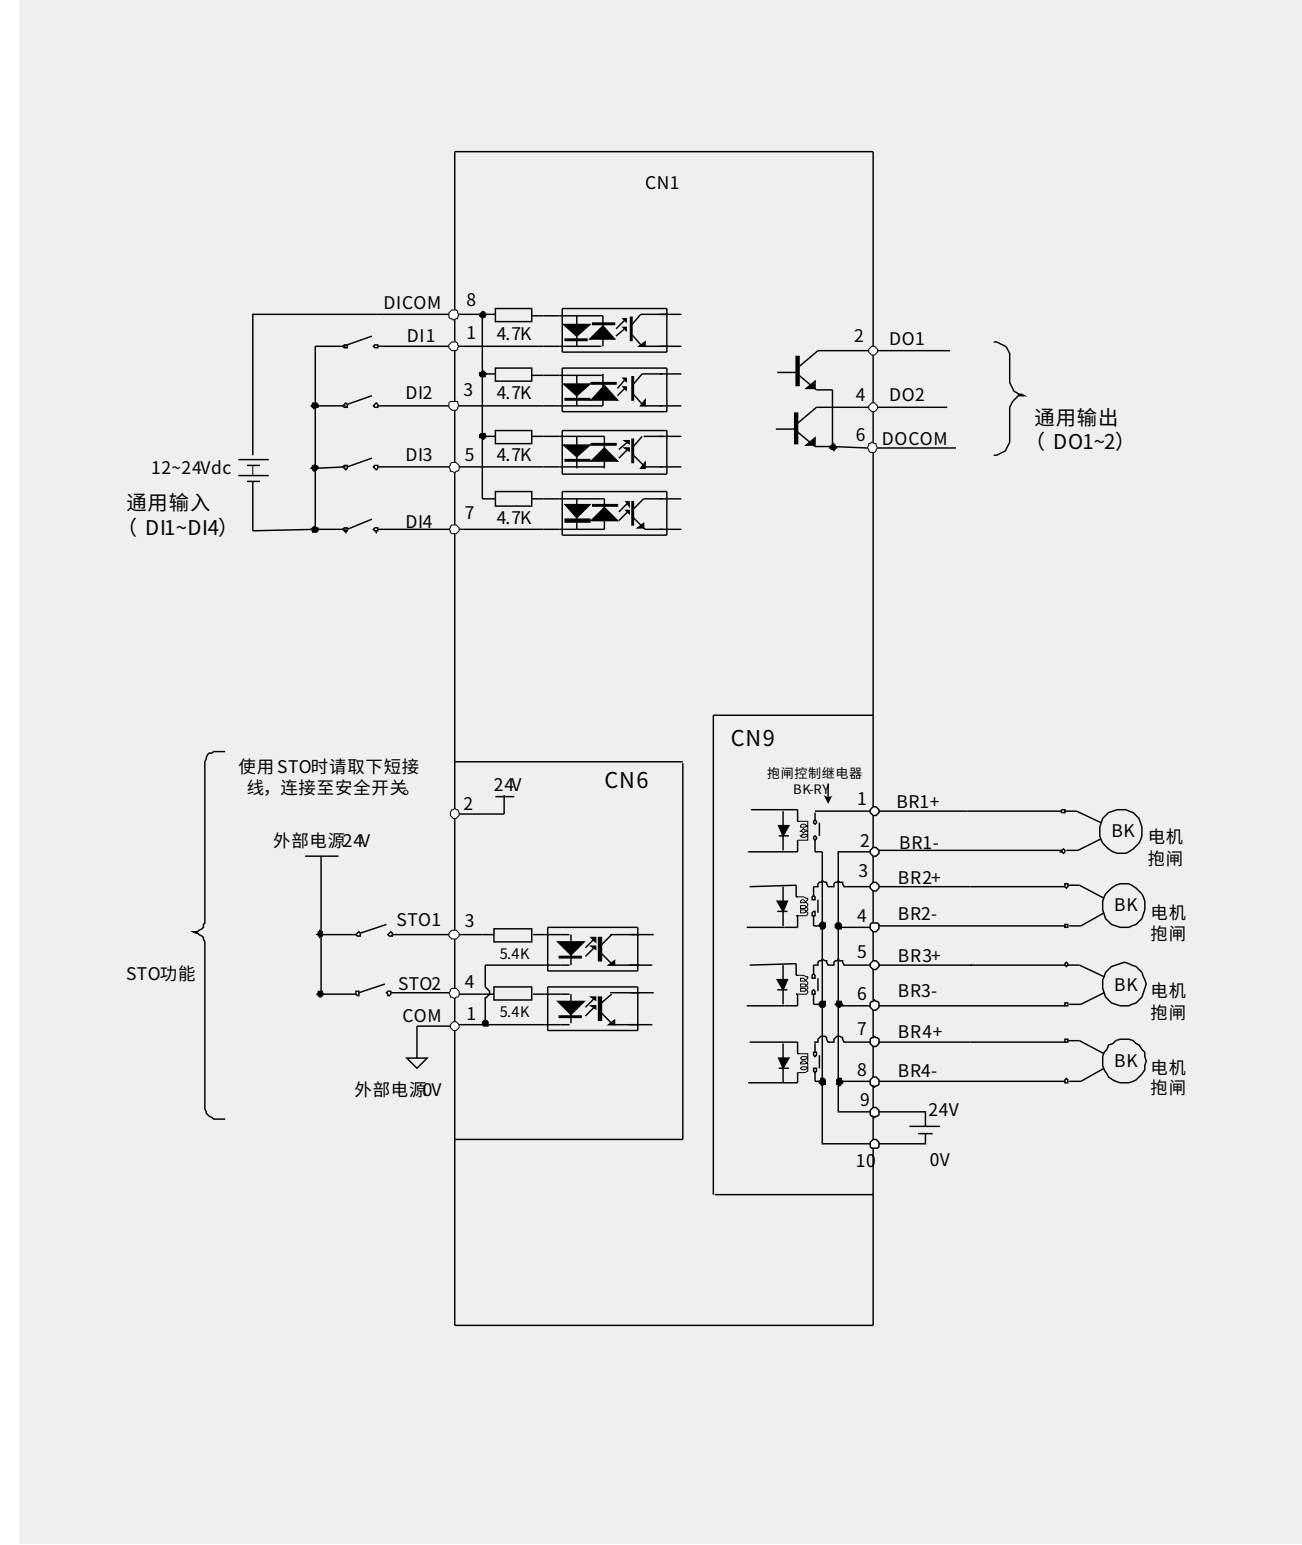 CN1
DICOM 8
DI1 1 4.7K
DI2 3 4.7K
DI3 5 4.7K
DI4 7 4.7K
12~24Vdc
通用输入
（ DI1~DI4）
2 DO1
4 DO2
6 DOCOM
通用输出
（ DO1~2）
CN6
使用STO时请取下短接
线，连接至安全开关。
24V
2
外部电源24V
STO1 3
5.4K
STO2 4
5.4K
COM 1
外部电源0V
STO功能
CN9
抱闸控制继电器
BK-RY
1 BR1+
2 BR1-
BK
电机
抱闸
3 BR2+
4 BR2-
BK
电机
抱闸
5 BR3+
6 BR3-
BK
电机
抱闸
7 BR4+
8 BR4-
BK
电机
抱闸
9 24V
10 0V